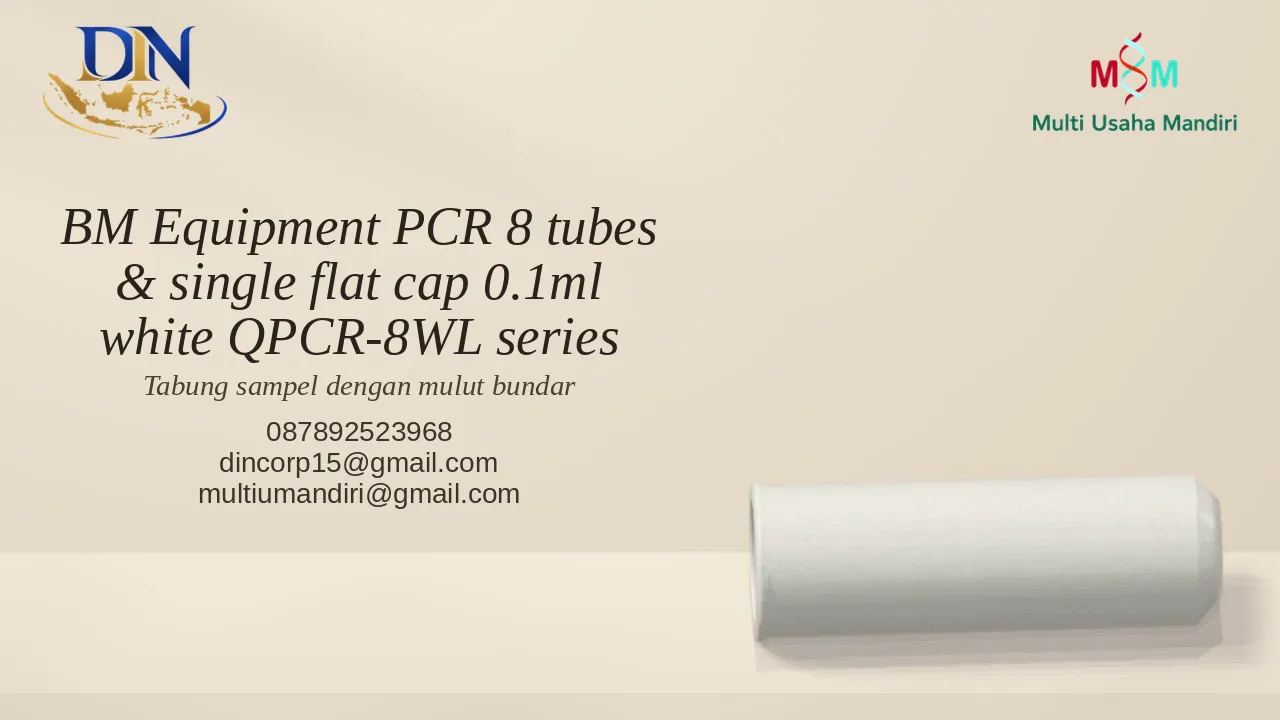 DN
M M
Multi Usaha Mandiri
BM Equipment PCR 8 tubes
& single flat cap 0.1ml
white QPCR-8WL series
Tabung sampel dengan mulut bundar
087892523968
dincorp15@gmail.com
multiumandiri@gmail.com